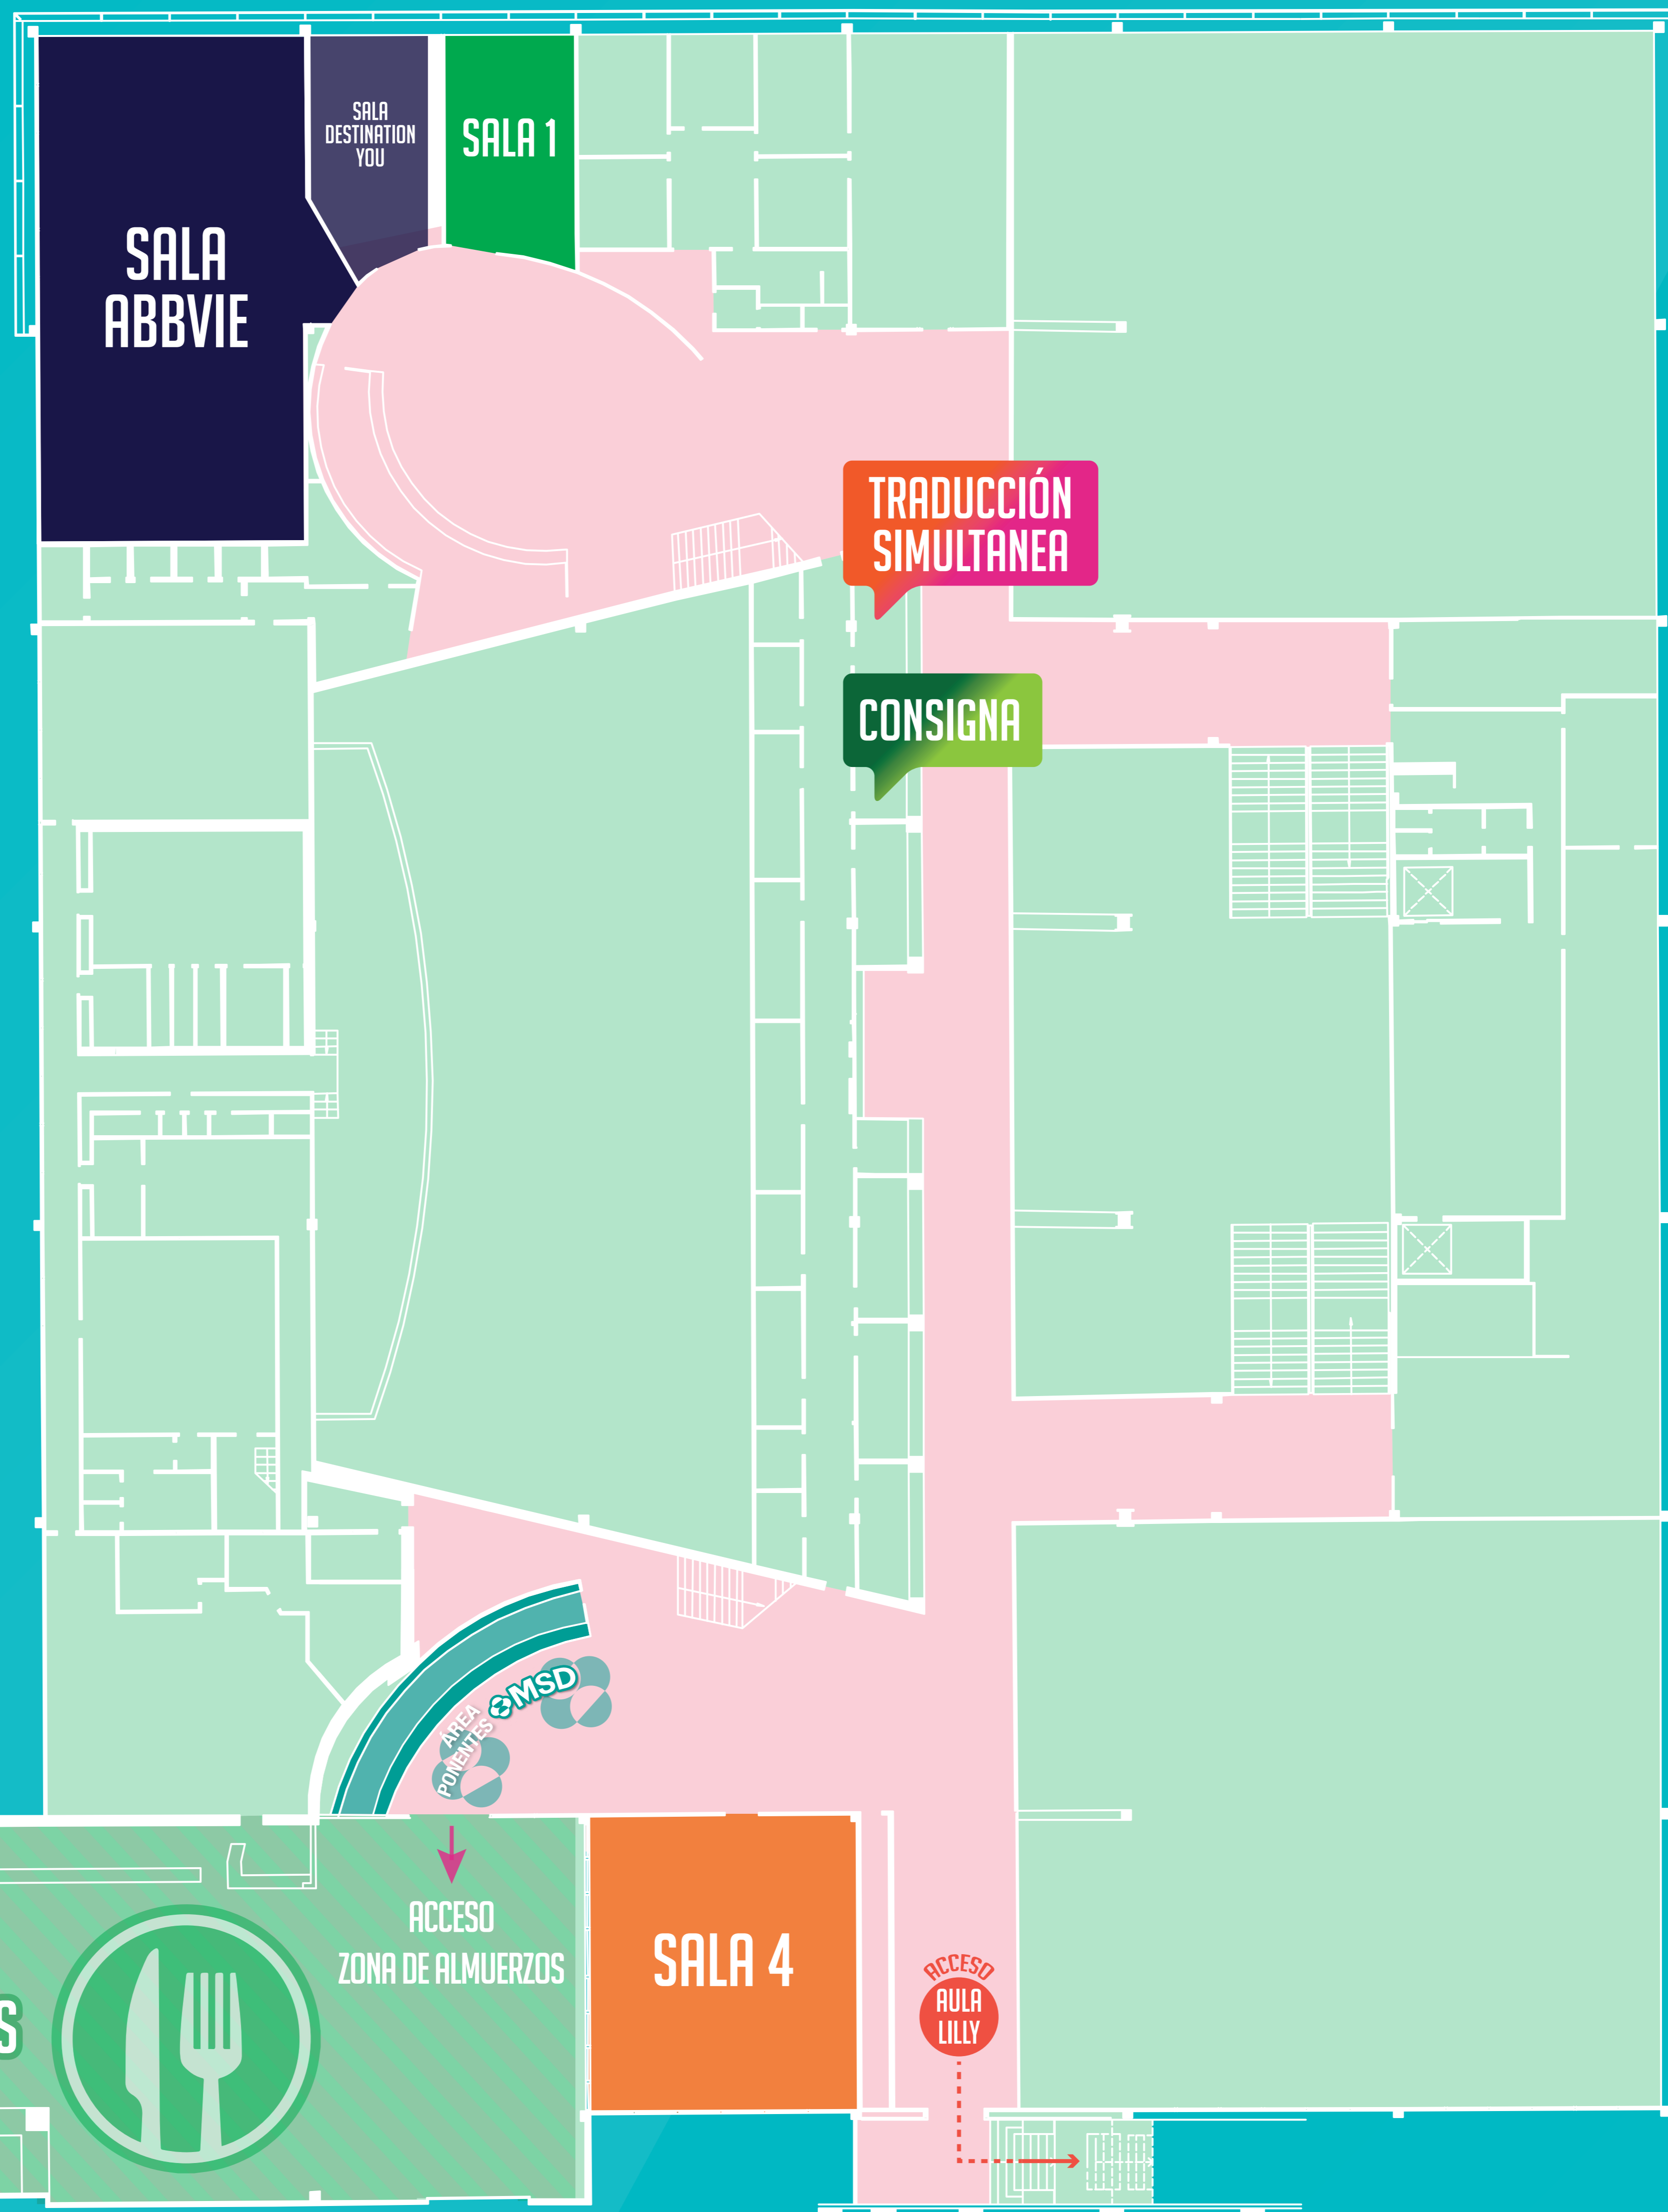 SALA
DESTINATION
YOU
SALA 1
SALA
ABBVIE
TRADUCCIÓN
SIMULTANEA
CONSIGNA
MSD
ÁREA
PONENTES
ACCESO
ZONA DE ALMUERZOS
SALA 4
ACCESO
AULA
LILLY
S